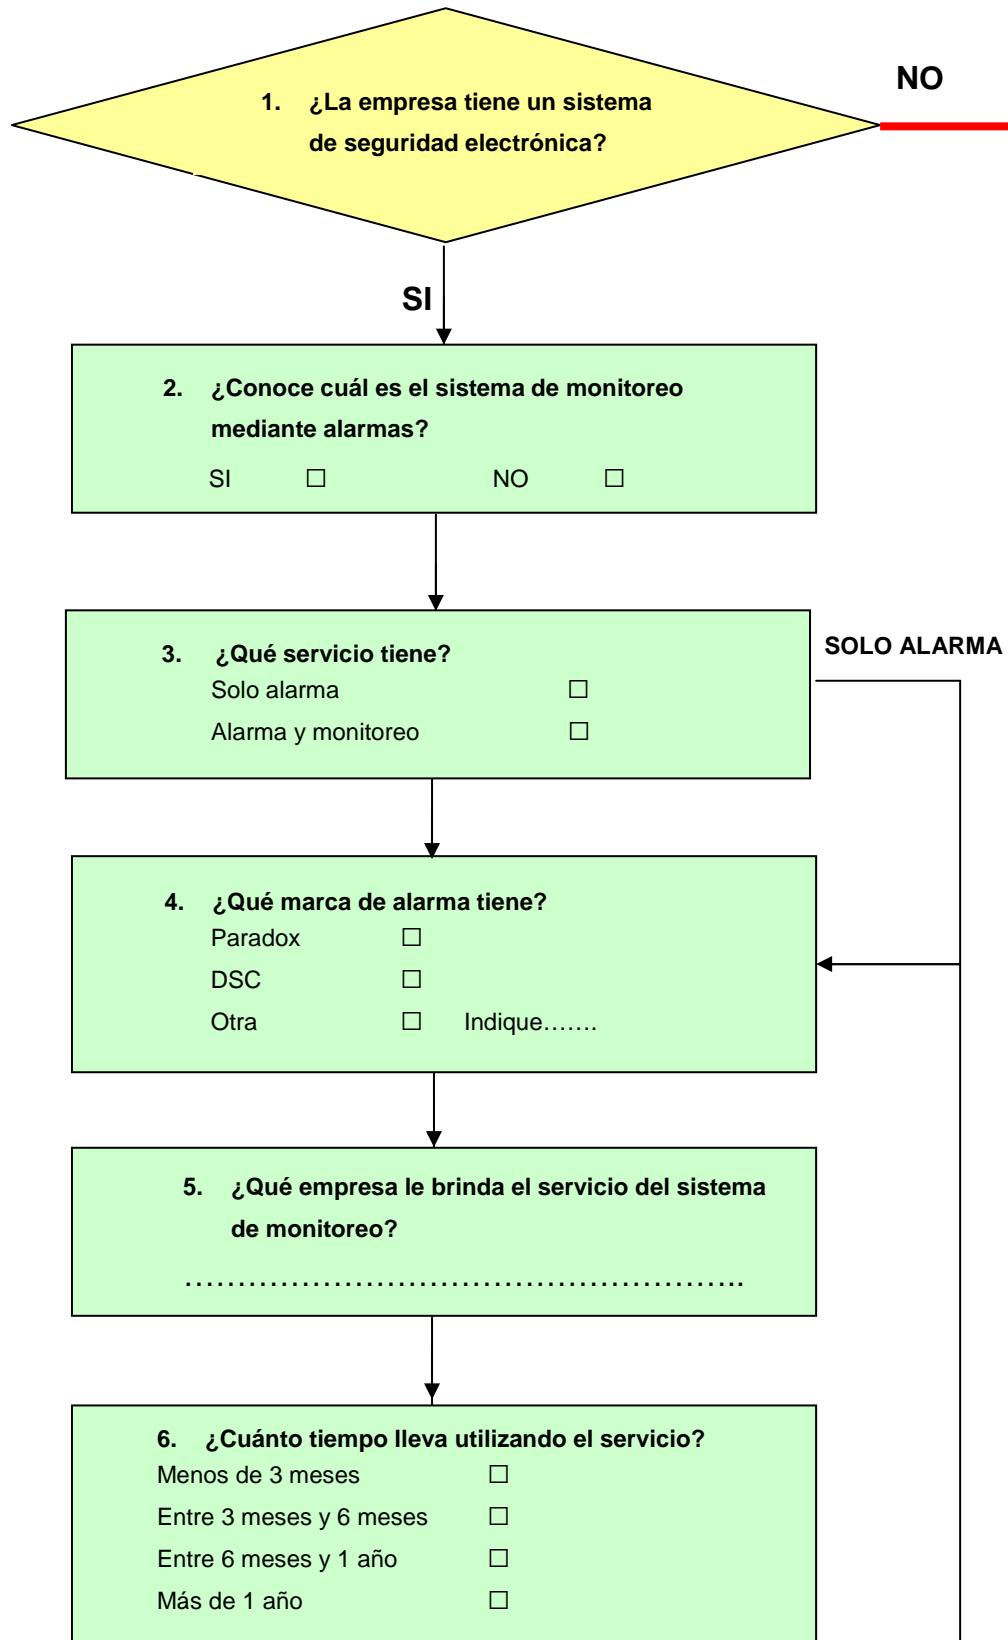 NO
1. ¿La empresa tiene un sistema
de seguridad electrónica?
SI
2. ¿Conoce cuál es el sistema de monitoreo
mediante alarmas?
SI ☐ NO ☐
3. ¿Qué servicio tiene?
SOLO ALARMA
Solo alarma ☐
Alarma y monitoreo ☐
4. ¿Qué marca de alarma tiene?
Paradox ☐
DSC ☐
Otra ☐ Indique…….
5. ¿Qué empresa le brinda el servicio del sistema
de monitoreo?
…………………………………………………..
6. ¿Cuánto tiempo lleva utilizando el servicio?
Menos de 3 meses ☐
Entre 3 meses y 6 meses ☐
Entre 6 meses y 1 año ☐
Más de 1 año ☐